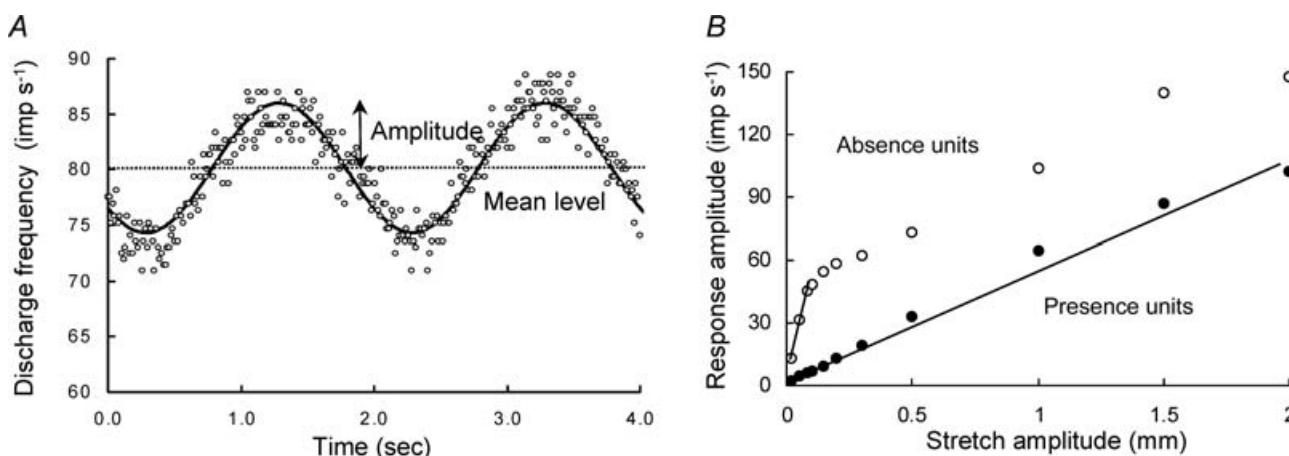 A
Discharge frequency (imp s-1)
90
85
80
75
70
65
60
Amplitude
Mean level
0.0 1.0 2.0 3.0 4.0
Time (sec)
B
Response amplitude (imp s-1)
150
120
90
60
30
0
Absence units
Presence units
0 0.5 1 1.5 2
Stretch amplitude (mm)